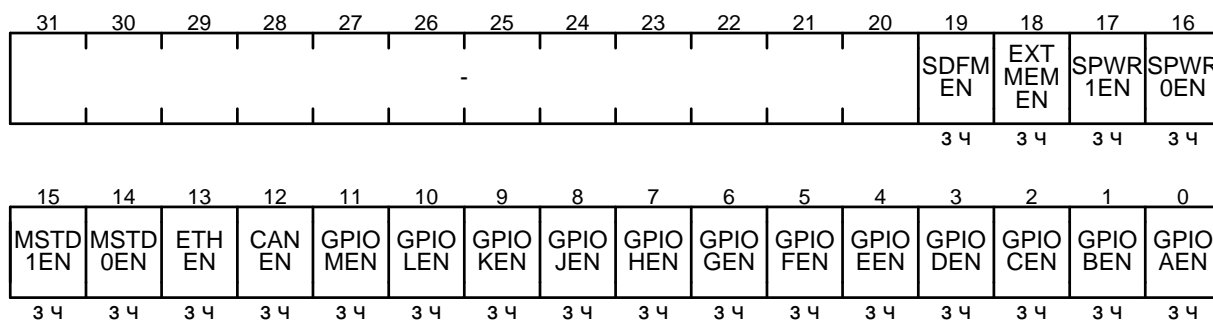 31 30 29 28 27 26 25 24 23 22 21 20 19 18 17 16
- SDFM EN EXT MEM EN SPWR 1EN SPWR 0EN
З Ч З Ч З Ч З Ч
15 14 13 12 11 10 9 8 7 6 5 4 3 2 1 0
MSTD 1EN MSTD 0EN ETH EN CAN EN GPIO MEN GPIO LEN GPIO KEN GPIO JEN GPIO HEN GPIO GEN GPIO FEN GPIO EEN GPIO DEN GPIO CEN GPIO BEN GPIO AEN
З Ч З Ч З Ч З Ч З Ч З Ч З Ч З Ч З Ч З Ч З Ч З Ч З Ч З Ч З Ч З Ч